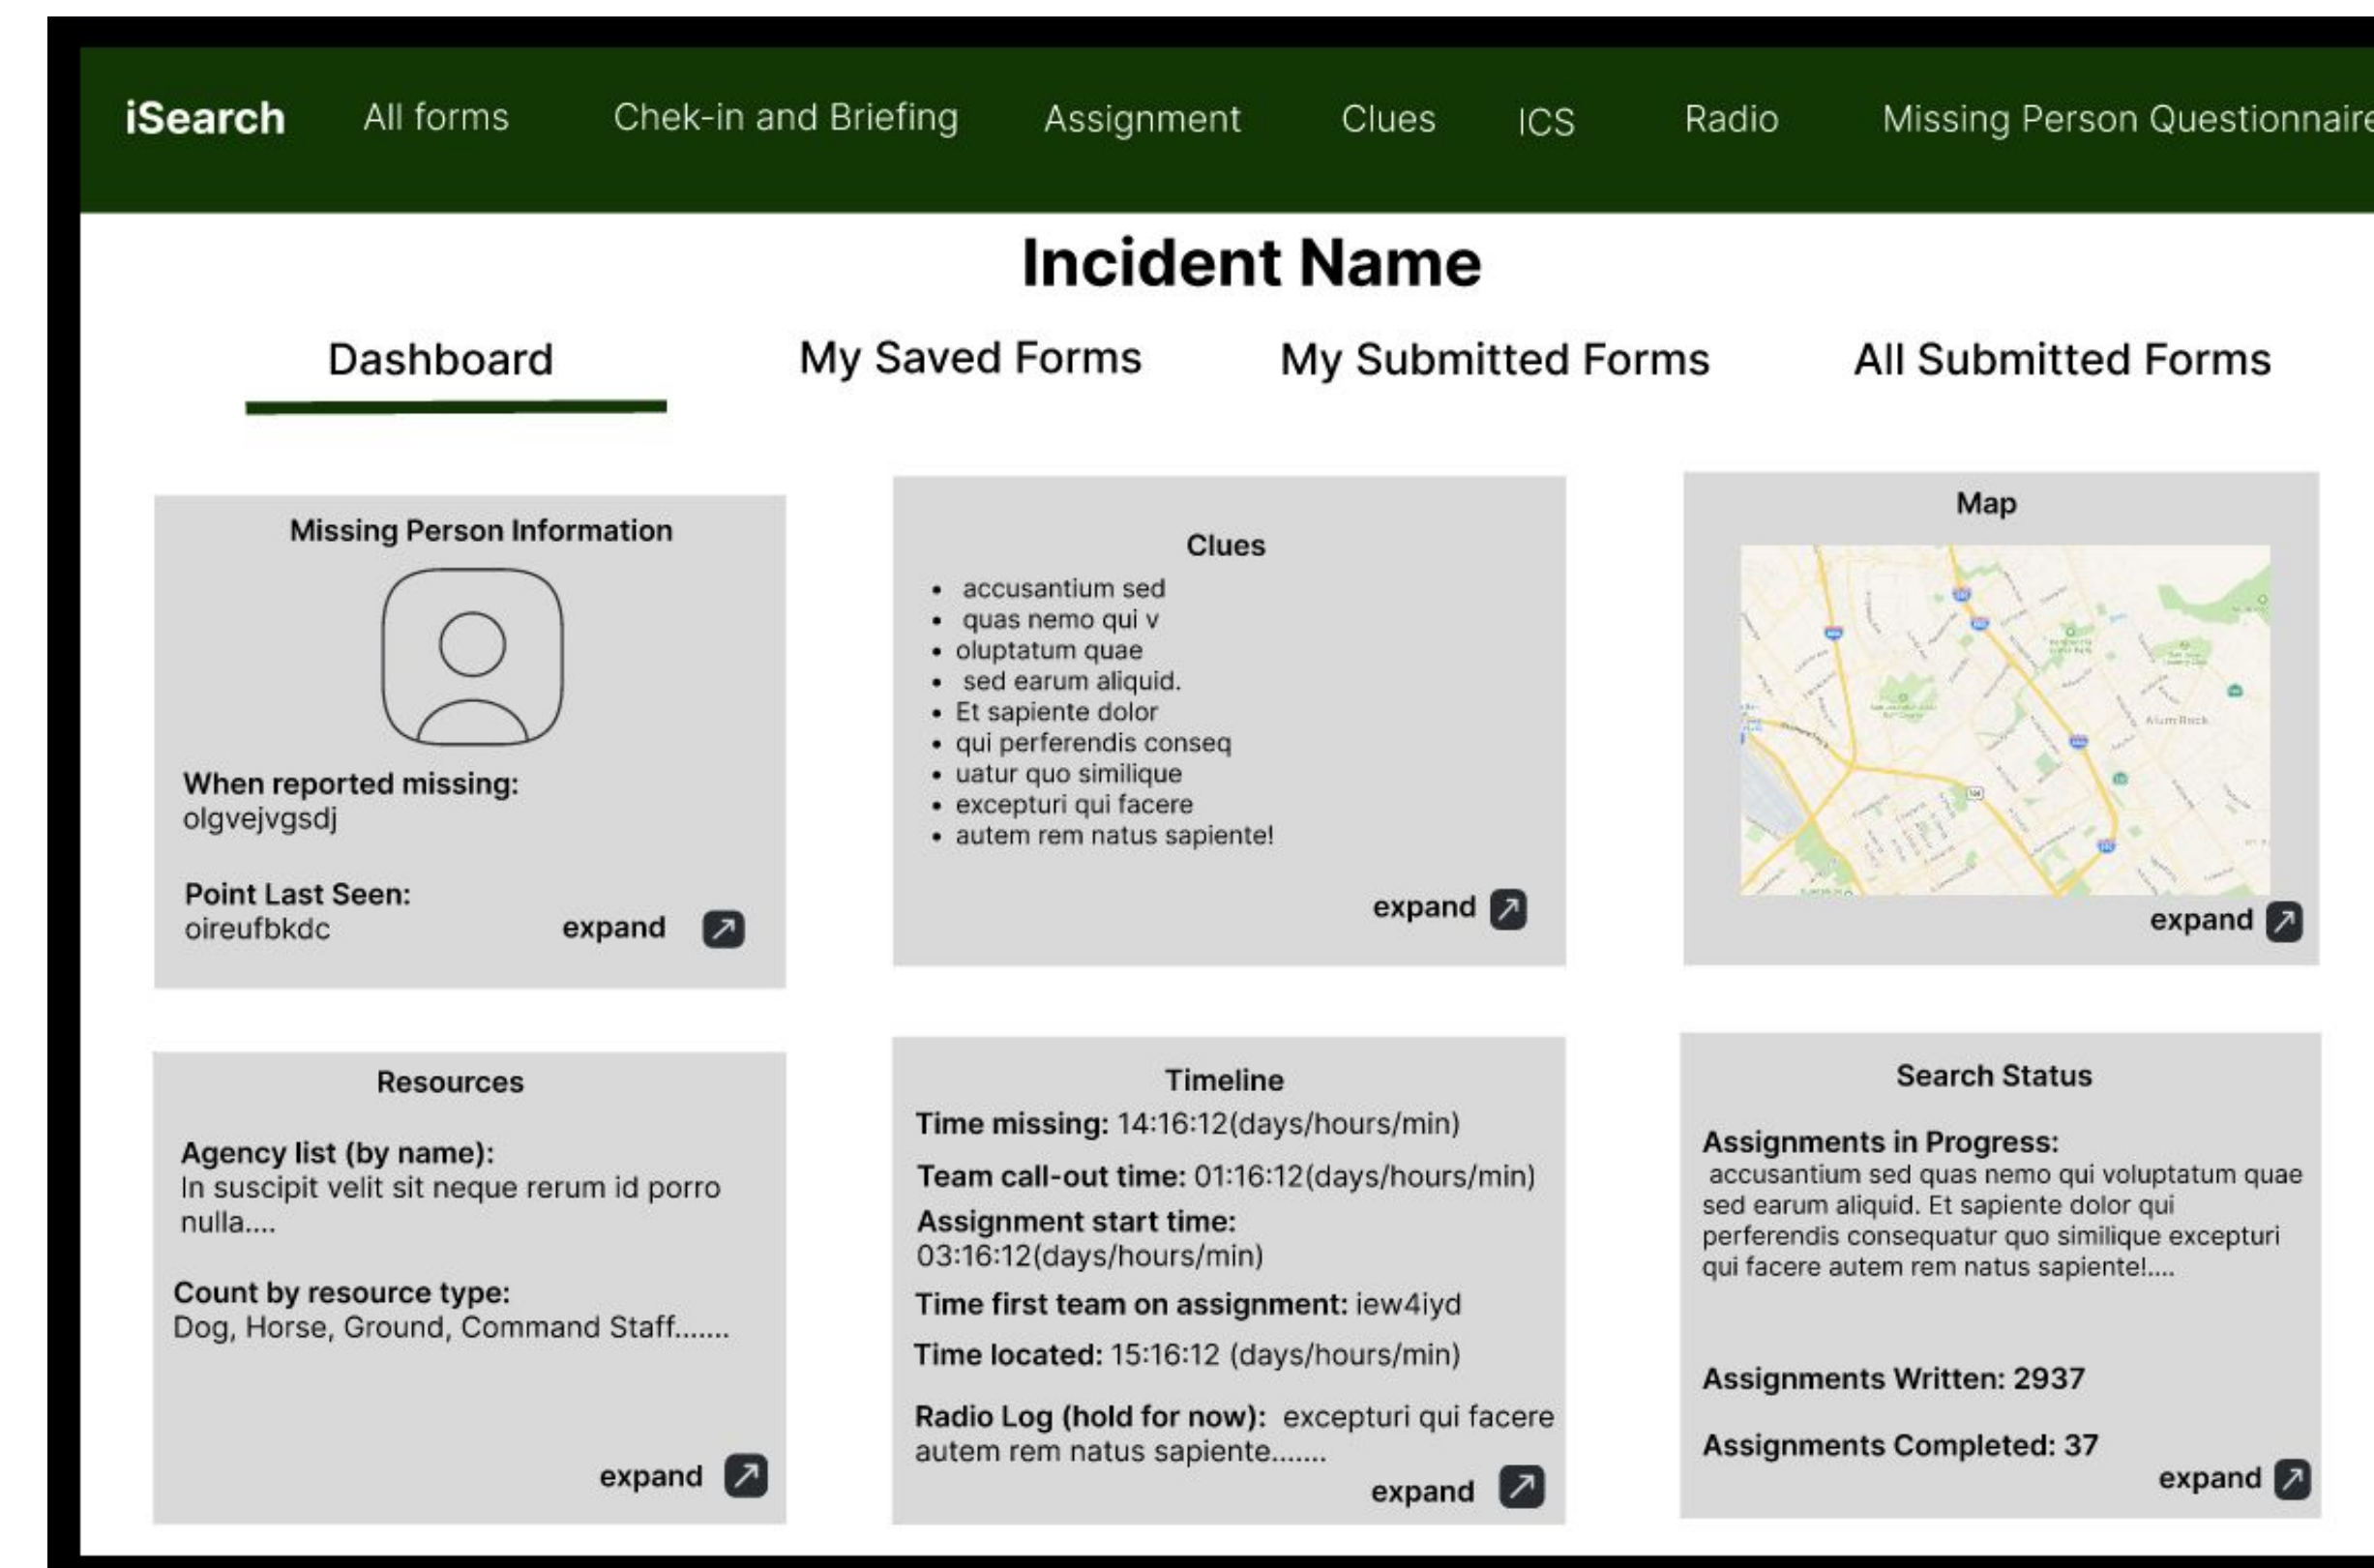 iSearch All forms Chek-in and Briefing Assignment Clues ICS Radio Missing Person Questionnaire
Incident Name
Dashboard My Saved Forms My Submitted Forms All Submitted Forms
Missing Person Information
When reported missing:
olgvejvgsdj
Point Last Seen:
oireufbkdc
expand
Clues
• accusantium sed
• quas nemo qui v
• oluptatum quae
• sed earum aliquid.
• Et sapiente dolor
• qui perferendis conseq
• uatur quo similique
• excepturi qui facere
• autem rem natus sapiente!
expand
Map
Alum Rock
expand
Resources
Agency list (by name):
In suscipit velit sit neque rerum id porro
nulla....
Count by resource type:
Dog, Horse, Ground, Command Staff.......
expand
Timeline
Time missing: 14:16:12(days/hours/min)
Team call-out time: 01:16:12(days/hours/min)
Assignment start time:
03:16:12(days/hours/min)
Time first team on assignment: iew4iyd
Time located: 15:16:12 (days/hours/min)
Radio Log (hold for now): excepturi qui facere
autem rem natus sapiente.......
expand
Search Status
Assignments in Progress:
accusantium sed quas nemo qui voluptatum quae
sed earum aliquid. Et sapiente dolor qui
perferendis consequatur quo similique excepturi
qui facere autem rem natus sapiente!....
Assignments Written: 2937
Assignments Completed: 37
expand